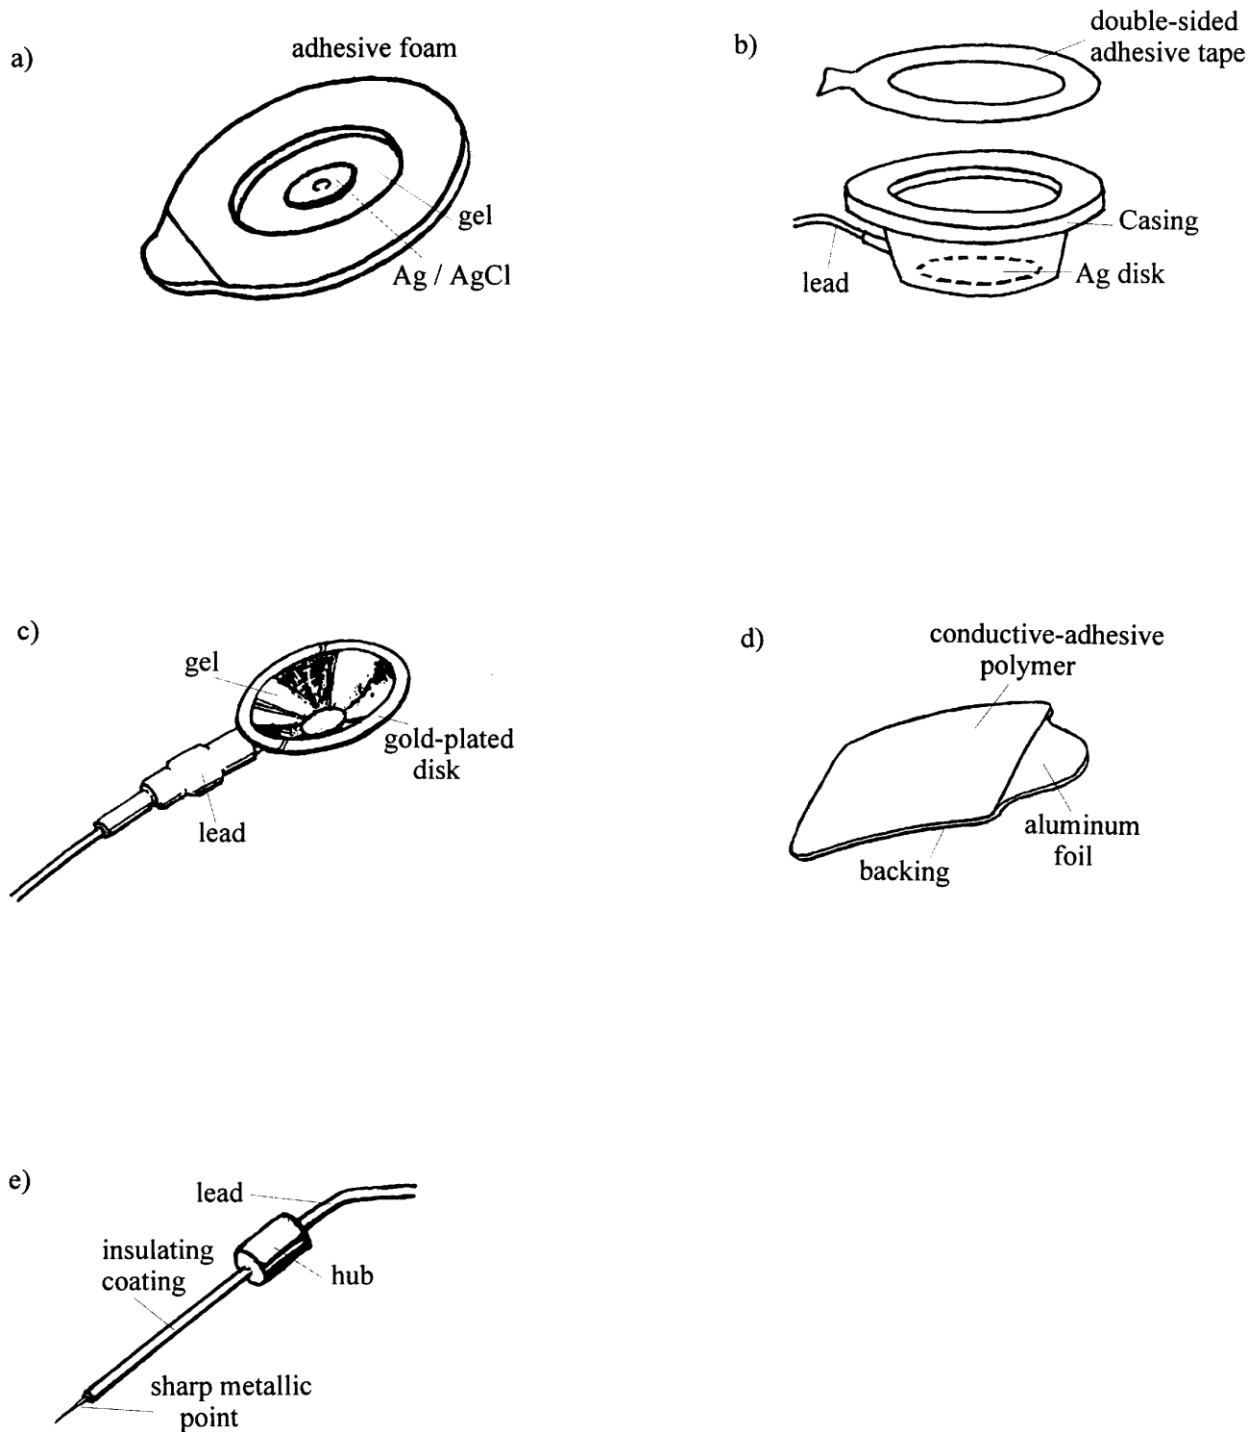 a)
adhesive foam
gel
Ag / AgCl
b)
double-sided
adhesive tape
Casing
lead
Ag disk
c)
gel
gold-plated
disk
lead
d)
conductive-adhesive
polymer
aluminum
foil
backing
e)
lead
insulating
coating
hub
sharp metallic
point